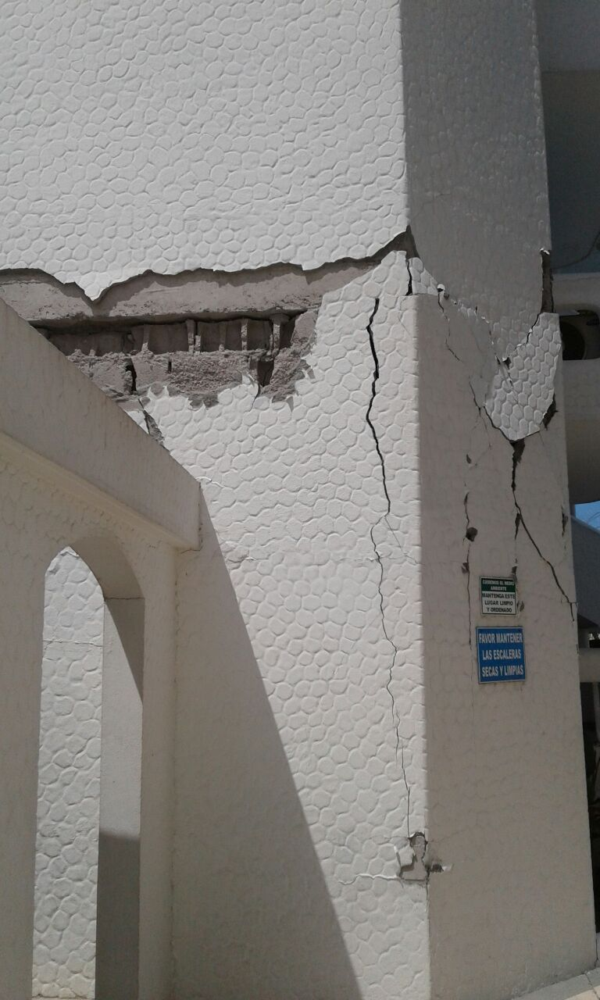 CUIDEMOS EL MEDIO
AMBIENTE
MANTENGA ESTE
LUGAR LIMPIO
Y ORDENADO
FAVOR MANTENER
LAS ESCALERAS
SECAS Y LIMPIAS